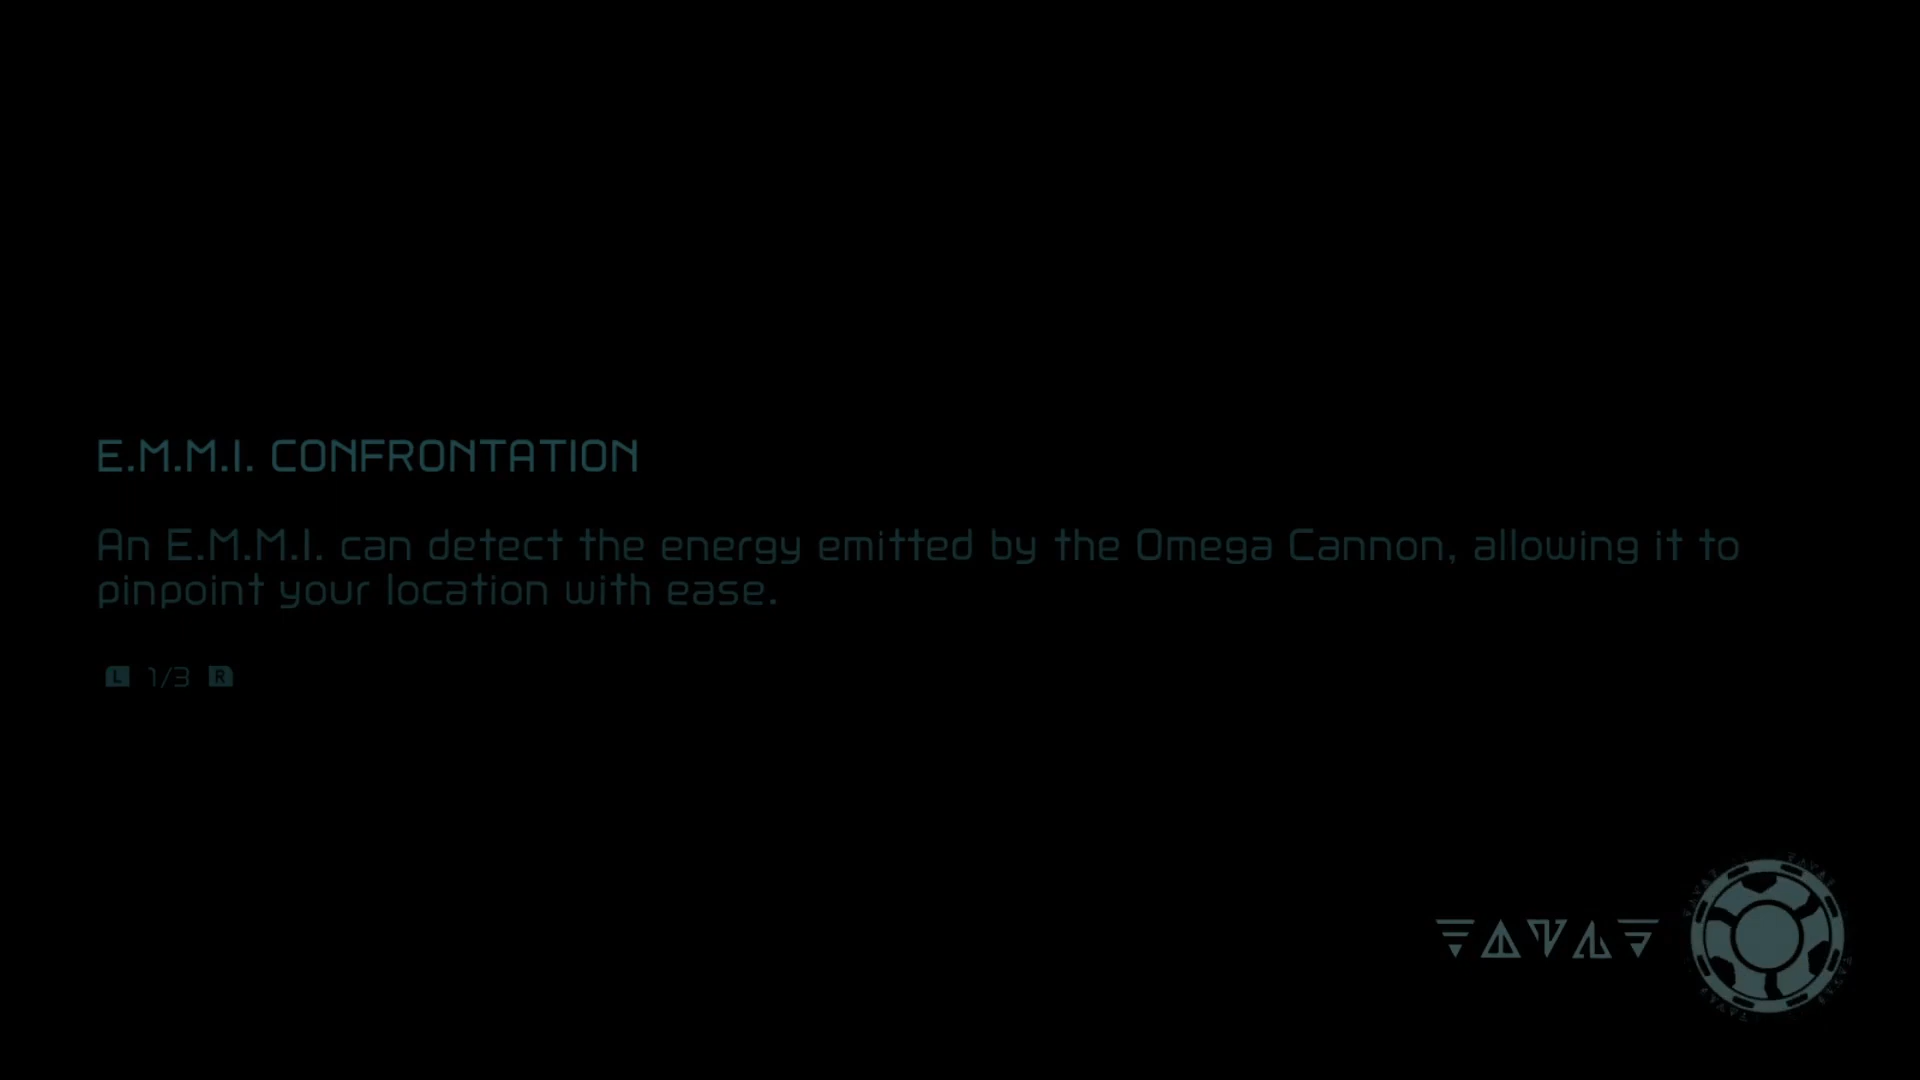 E.M.M.I. CONFRONTATION
An E.M.M.I. can detect the energy emitted by the Omega Cannon, allowing it to
pinpoint your location with ease.
L 1/3 R